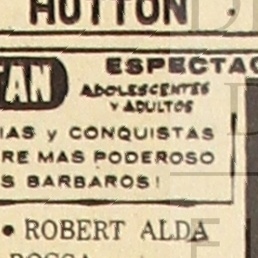 HUTTON .
TAN ESPECTAC
ADOLESCENTES
Y ADULTOS
IAS y CONQUISTAS
RE MAS PODEROSO
S BARBAROS!
• ROBERT ALDA